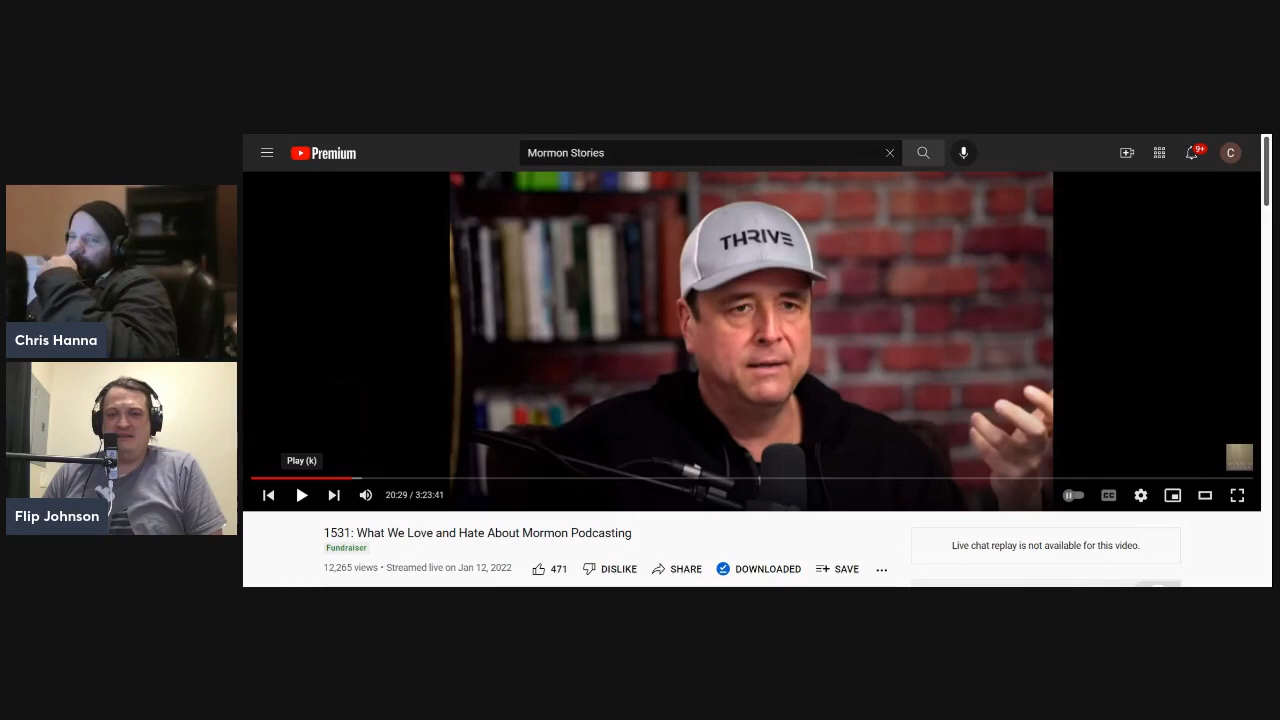 Premium
Mormon Stories
9+
C
THRIVE
Chris Hanna
Play (k)
20:29 / 3:23:41
CC
Flip Johnson
1531: What We Love and Hate About Mormon Podcasting
Fundraiser
Live chat replay is not available for this video.
12,265 views • Streamed live on Jan 12, 2022
471
DISLIKE
SHARE
DOWNLOADED
SAVE